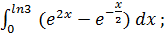 ∫₀^{ln3} (e^{2x} − e^{−x/2}) dx ;